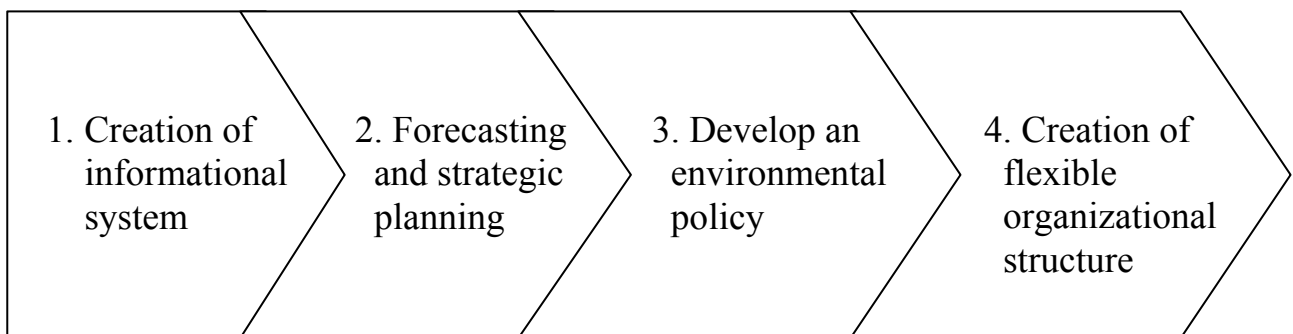 1. Creation of
informational
system
2. Forecasting
and strategic
planning
3. Develop an
environmental
policy
4. Creation of
flexible
organizational
structure